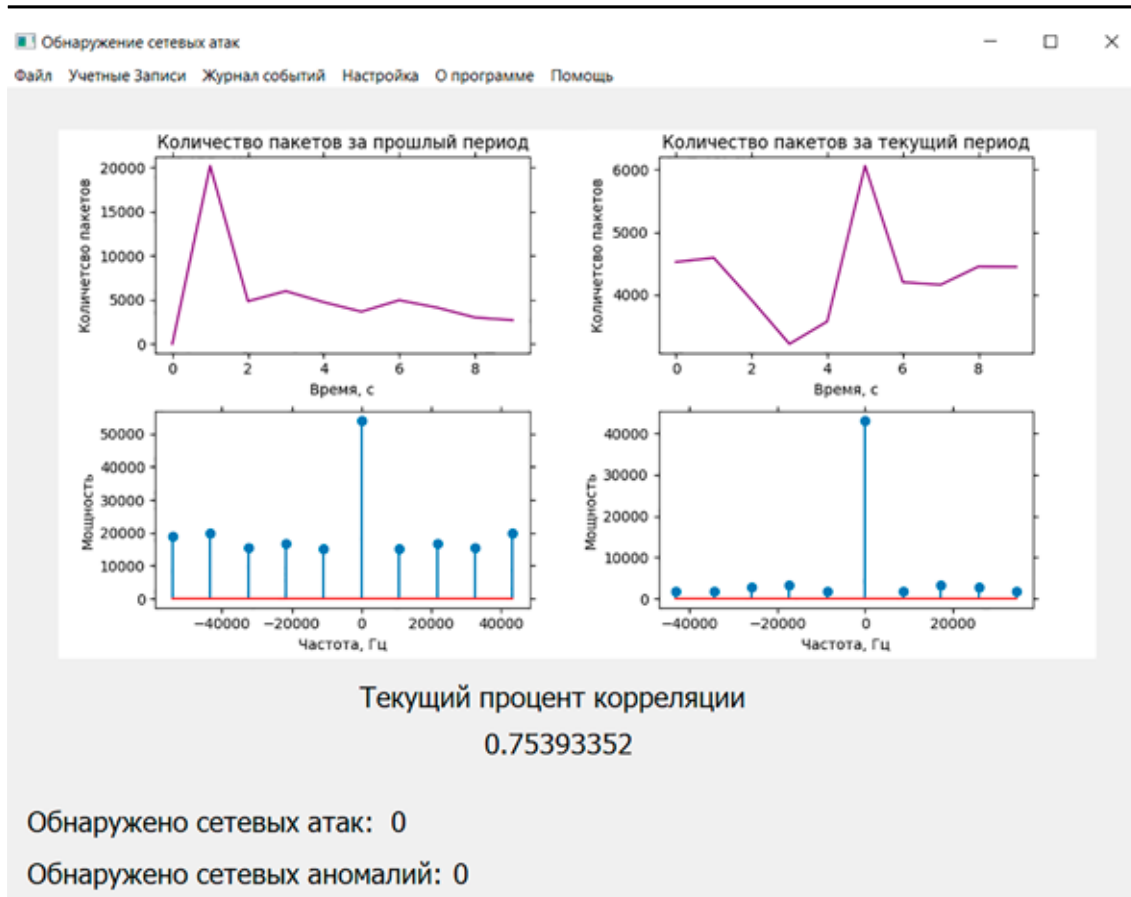 Обнаружение сетевых атак
Файл Учетные Записи Журнал событий Настройка О программе Помощь
Количество пакетов за прошлый период
Количетсво пакетов
20000
15000
10000
5000
0
0 2 4 6 8
Время, с
Количество пакетов за текущий период
Количетсво пакетов
6000
5000
4000
0 2 4 6 8
Время, с
Мощность
50000
40000
30000
20000
10000
0
−40000 −20000 0 20000 40000
Частота, Гц
Мощность
40000
30000
20000
10000
0
−40000 −20000 0 20000
Частота, Гц
Текущий процент корреляции
0.75393352
Обнаружено сетевых атак: 0
Обнаружено сетевых аномалий: 0